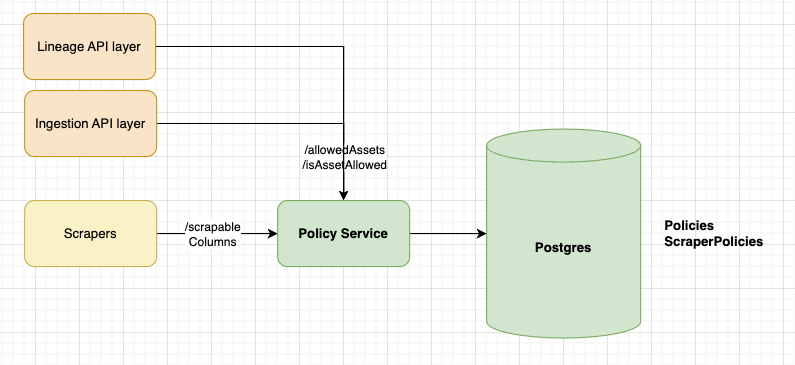 Lineage API layer
Ingestion API layer
/allowedAssets
/isAssetAllowed
Scrapers
/scrapable
Columns
Policy Service
Postgres
Policies
ScraperPolicies